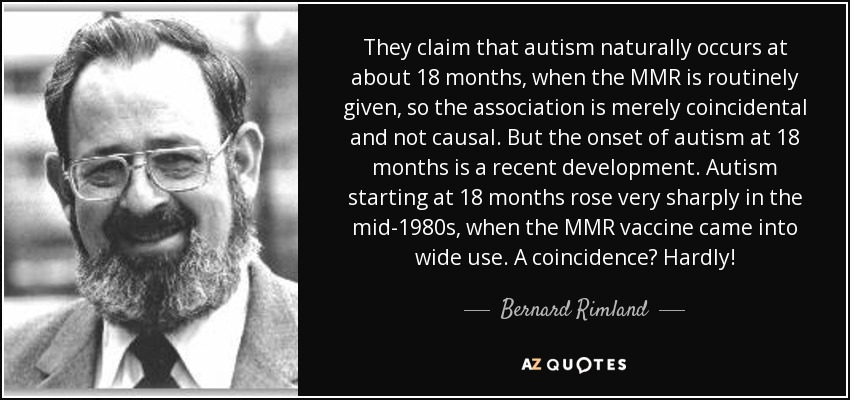 They claim that autism naturally occurs at
about 18 months, when the MMR is routinely
given, so the association is merely coincidental
and not causal. But the onset of autism at 18
months is a recent development. Autism
starting at 18 months rose very sharply in the
mid-1980s, when the MMR vaccine came into
wide use. A coincidence? Hardly!
Bernard Rimland
AZ QUOTES